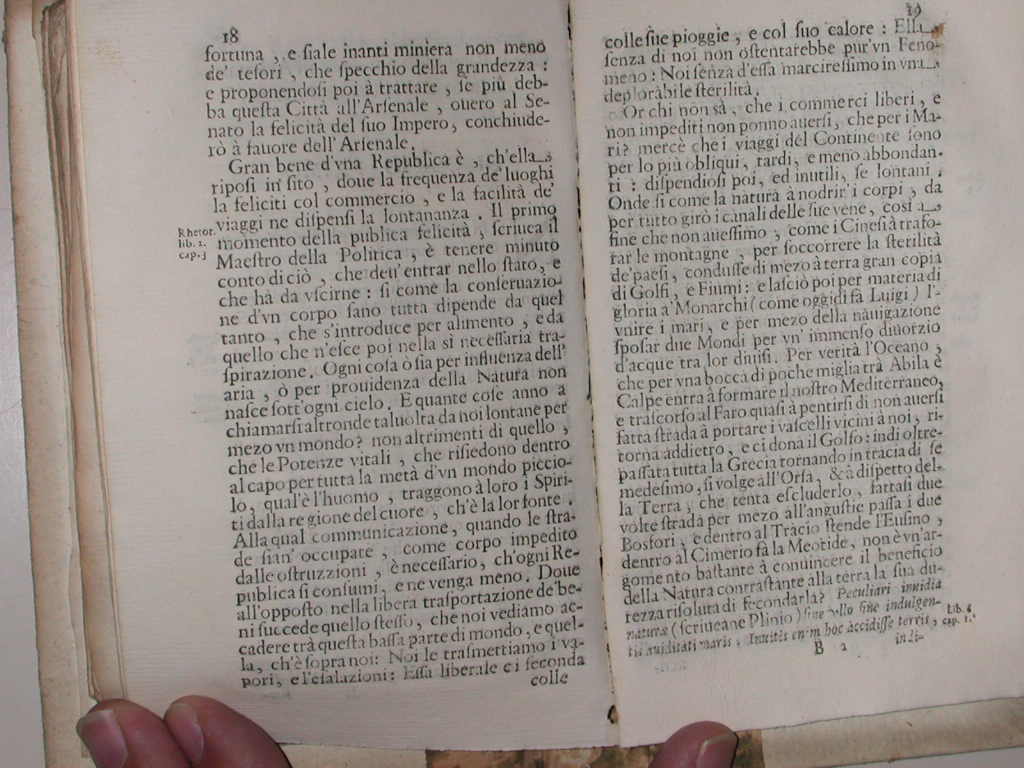 18
fortuna , e ſiale inanti miniera non meno
de' teſori , che ſpecchio della grandezza :
e proponendoſi poi à trattare , ſe più deb-
ba queſta Città all'Arſenale , ouero al Se-
nato la felicità del ſuo Impero, conchiude-
rò à fauore dell' Arſenale.
Gran bene d'vna Republica è , ch'ella
ripoſi in ſito , doue la frequenza de' luoghi
la feliciti col commercio , e la facilità de'
viaggi ne diſpenſi la lontananza . Il primo
momento della publica felicità , ſcriuca il
Maeſtro della Politica , è tenere minuto
conto di ciò , che deu'entrar nello ſtato, e
che hà da vſcirne : ſi come la conſeruazio-
ne d'vn corpo ſano tutta dipende da quel
tanto , che s'introduce per alimento , e da
quello che n'eſce poi nella sì neceſſaria tra-
ſpirazione. Ogni coſa ò ſia per influenza dell'
aria , ò per prouidenza della Natura non
naſce ſott'ogni cielo. E quante coſe anno a
chiamarſi altronde taluolta da noi lontane per
mezo vn mondo? non altrimenti di quello ,
che le Potenze vitali , che riſiedono dentro
al capo per tutta la metà d'vn mondo piccio-
lo, qual'è l'huomo , traggono à loro i Spiri-
ti dalla regione del cuore , ch'è la lor fonte .
Alla qual communicazione , quando le ſtra-
de ſian' occupate , come corpo impedito
dalle oſtruzzioni , è neceſſario, ch'ogni Re-
publica ſi conſumi , e ne venga meno. Doue
all'oppoſto nella libera traſportazione de' be-
ni ſuccede quello ſteſſo, che noi vediamo ac-
cadere trà queſta baſſa parte di mondo, e quel-
la, ch'è ſopra noi: Noi le traſmettiamo i va-
pori, e l'eſalazioni: Eſſa liberale ci feconda
colle
Rhetor.
lib. 1.
cap. 3
19
colle ſue pioggie , e col ſuo calore : Ella
ſenza di noi non oſtentarebbe pur'vn Feno-
meno : Noi ſenza d'eſſa marcireſſimo in vna
deplorabile ſterilità.
Or chi non sà , che i commerci liberi , e
non impediti non ponno auerſi, che per i Ma-
ri? mercè che i viaggi del Continente ſono
per lo più obliqui, tardi, e meno abbondan-
ti : diſpendioſi poi, ed inutili, ſe lontani .
Onde ſi come la natura à nodrir' i corpi , da
per tutto girò i canali delle ſue vene, coſì a
fine che non aueſſimo , come i Cineſi à trafo-
rar le montagne , per ſoccorrere la ſterilità
de' paeſi , conduſſe di mezo à terra gran copia
di Golfi, e Fiumi: e laſciò poi per materia di
gloria a' Monarchi (come oggidì fà Luigi) l'-
vnire i mari, e per mezo della nauigazione
ſpoſar due Mondi per vn' immenſo diuorzio
d'acque tra lor diuiſi. Per verità l'Oceano ,
che per vna bocca di poche miglia trà Abila e
Calpe entra à formare il noſtro Mediterraneo,
e traſcorſo al Faro quaſi à pentirſi di non auerſi
fatta ſtrada à portare i vaſcelli vicini à noi, ri-
torna addietro, e ci dona il Golfo: indi oltre-
paſſata tutta la Grecia tornando in traccia di ſe
medeſimo, ſi volge all'Orſa, & à diſpetto del-
la Terra, che tenta eſcluderlo, fattaſi due
volte ſtrada per mezo all'anguſtie paſſa i due
Bosfori, e dentro al Tracio ſtende l'Euſino ,
dentro al Cimerio fà la Meotide, non è vn'ar-
gomento baſtante à conuincere il beneficio
della Natura contraſtante alla terra la ſua du-
rezza riſoluta di fecondarla? Peculiari inuidia
naturæ (ſcriueane Plinio) ſine vllo fine indulgen-
tis auiditati maris . Inuitis enim hoc accidiſſe terris ,
B 2
indi-
Lib. 6.
cap. 1.